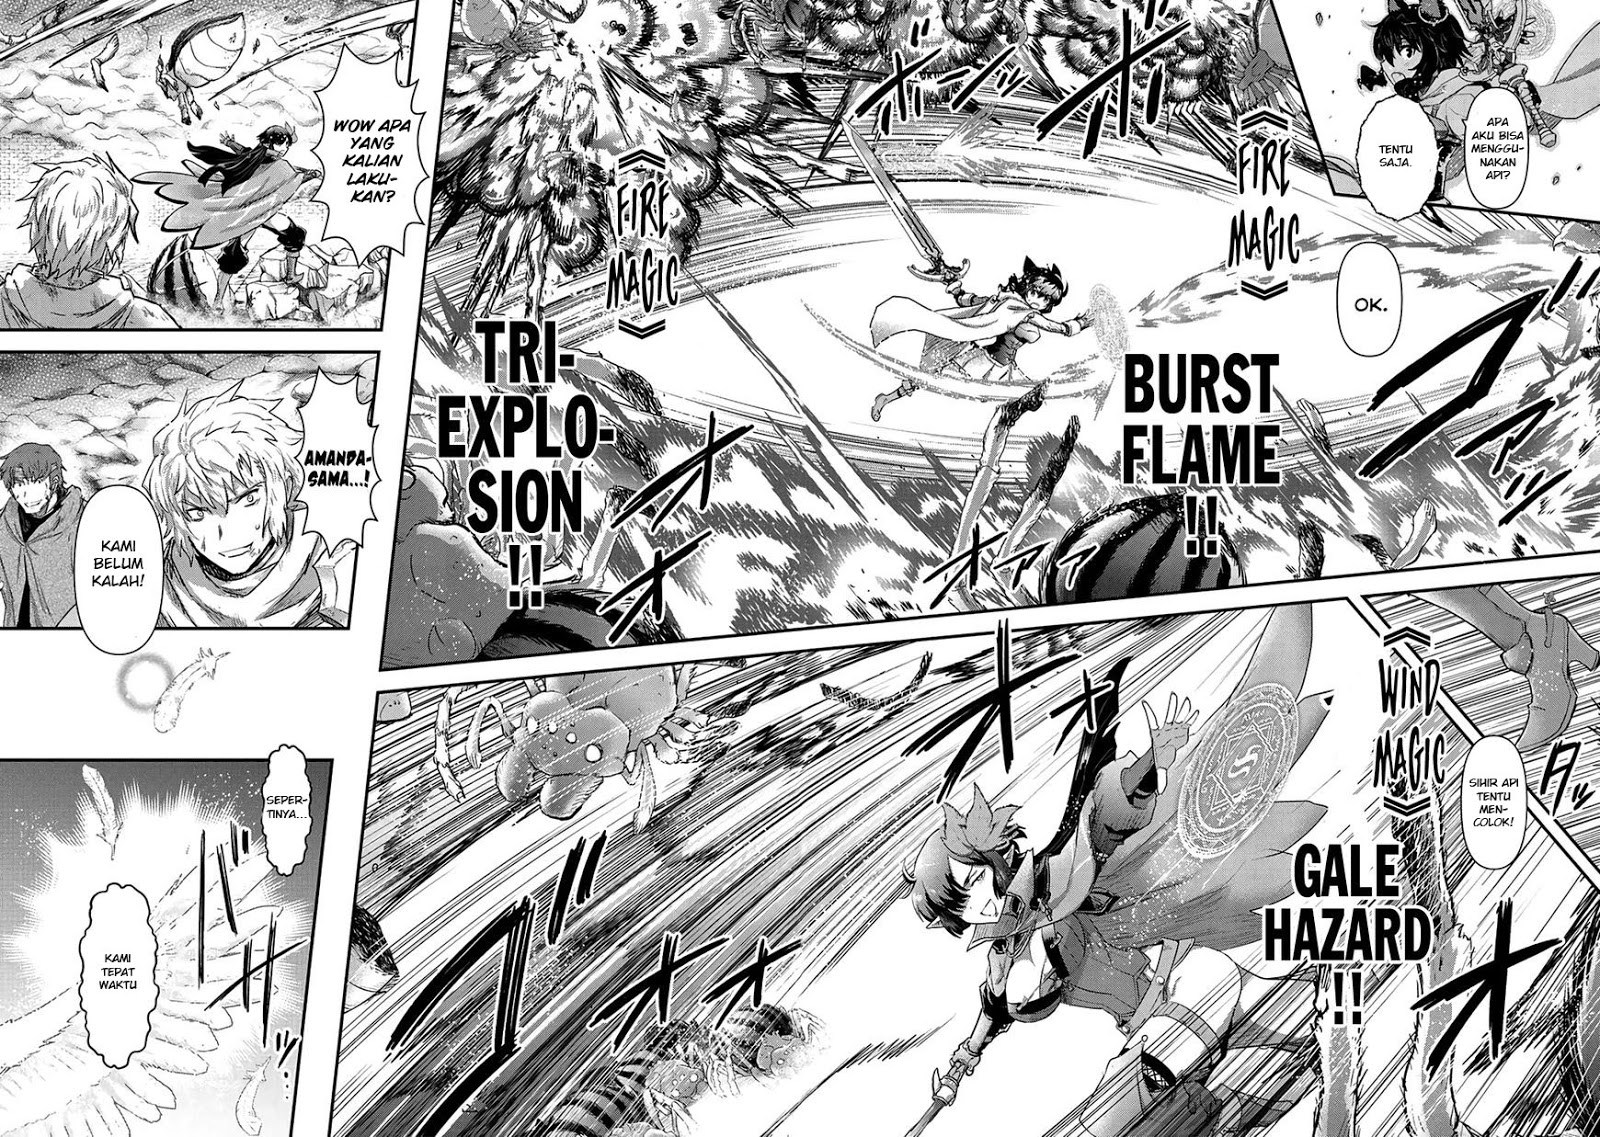 APA
AKU BISA
MENGGU-
NAKAN
API?
TENTU
SAJA.
OK.
《FIRE
MAGIC》
BURST
FLAME
!!
《FIRE
MAGIC》
TRI-
EXPLO-
SION
!!
SIHIR API
TENTU
MEN-
COLOK!
《WIND
MAGIC》
GALE
HAZARD
!!
WOW APA
YANG
KALIAN
LAKU-
KAN?
AMANDA-
SAMA...!
KAMI
BELUM
KALAH!
SEPER-
TINYA...
KAMI
TEPAT
WAKTU